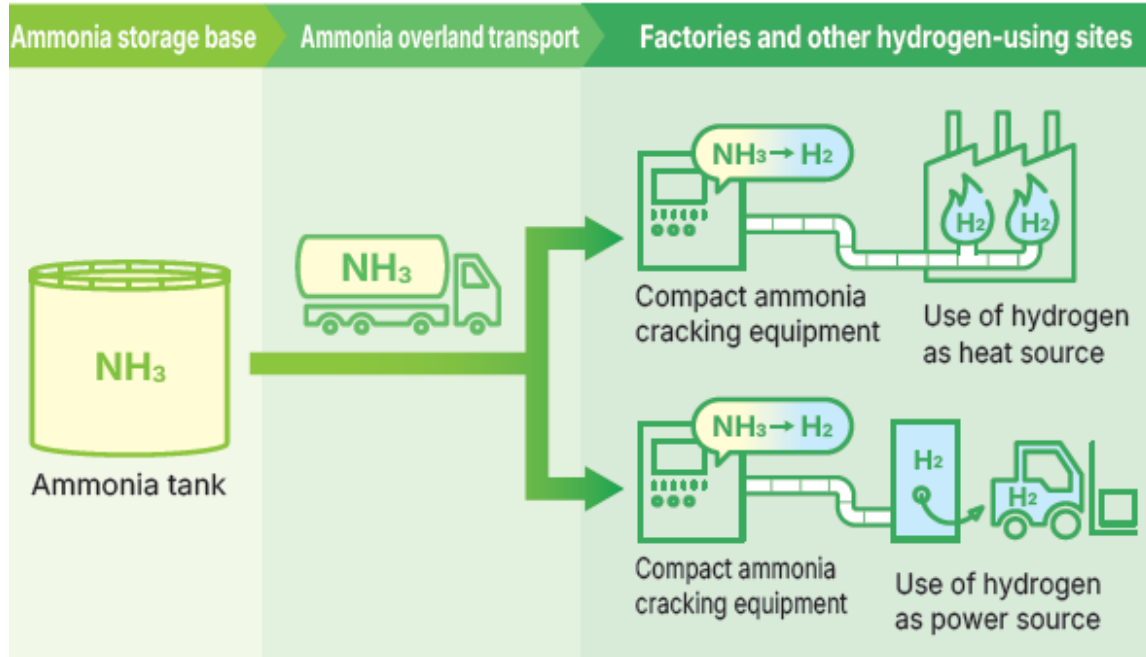 Ammonia storage base
Ammonia overland transport
Factories and other hydrogen-using sites
NH₃
Ammonia tank
NH₃
NH₃→H₂
Compact ammonia
cracking equipment
H₂
H₂
Use of hydrogen
as heat source
NH₃→H₂
Compact ammonia
cracking equipment
H₂
H₂
Use of hydrogen
as power source